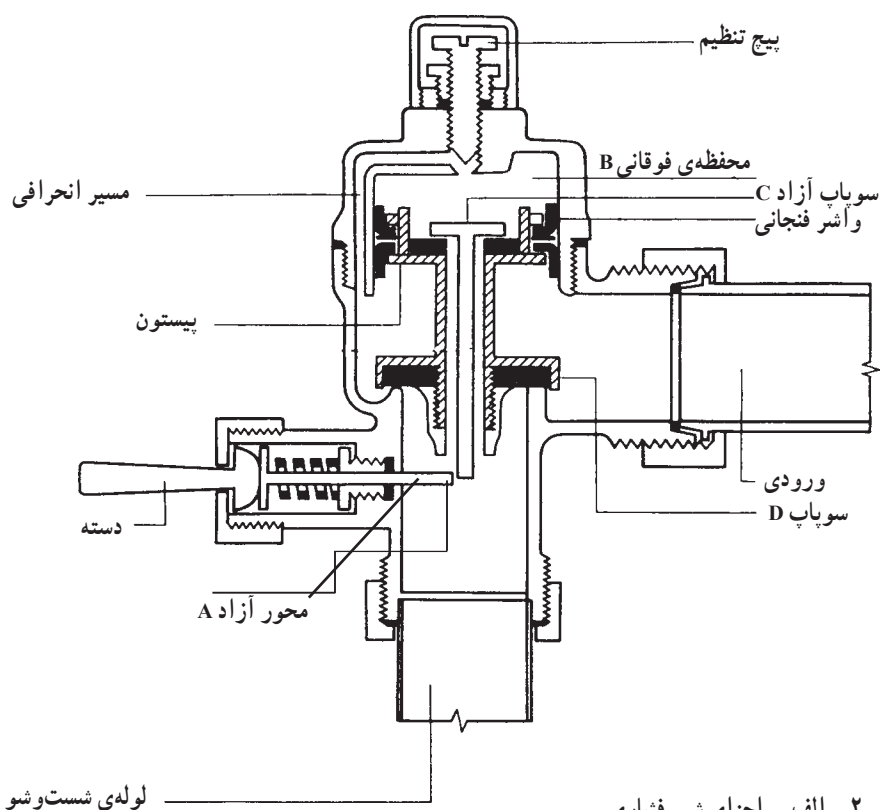 پیچ تنظیم
محفظه‌ی فوقانی B
سوپاپ آزاد C
واشر فنجانی
مسیر انحرافی
پیستون
ورودی
سوپاپ D
دسته
محور آزاد A
لوله‌ی شست‌وشو